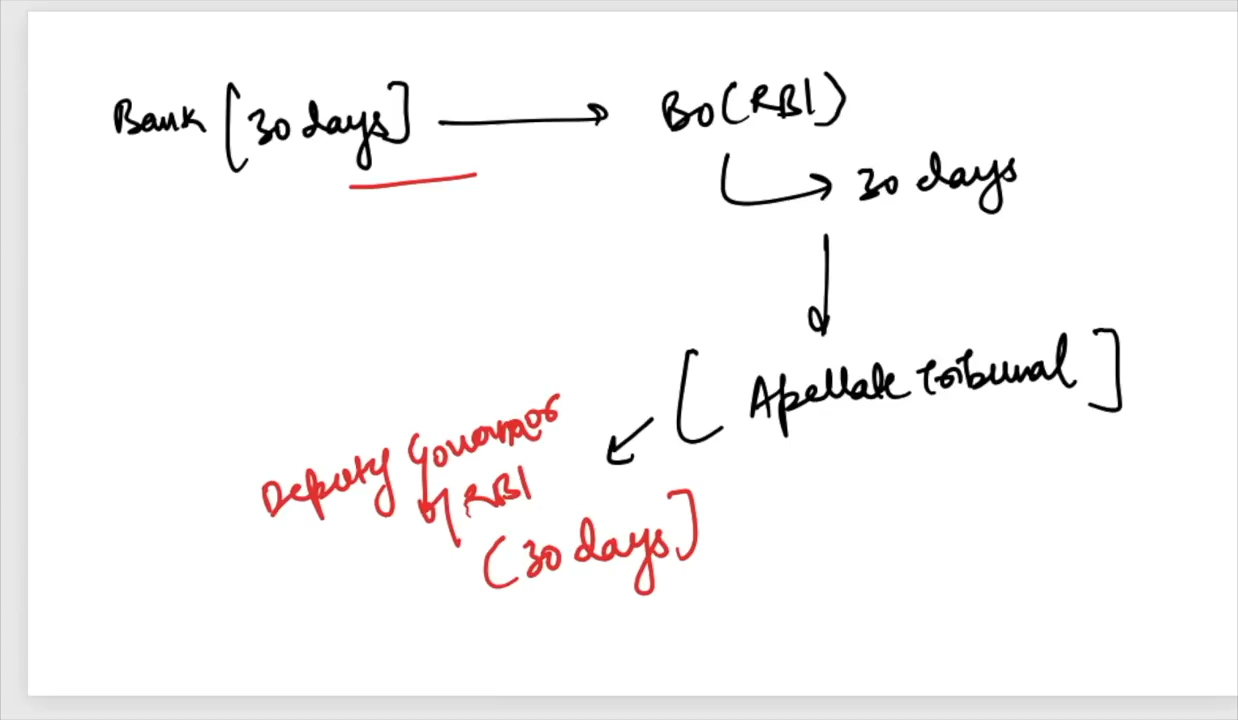 Bank [30 days] → BO (RBI)
↳ 30 days
↓
[Apellate Tribunal]
↙
Deputy Governor
of RBI
(30 days]